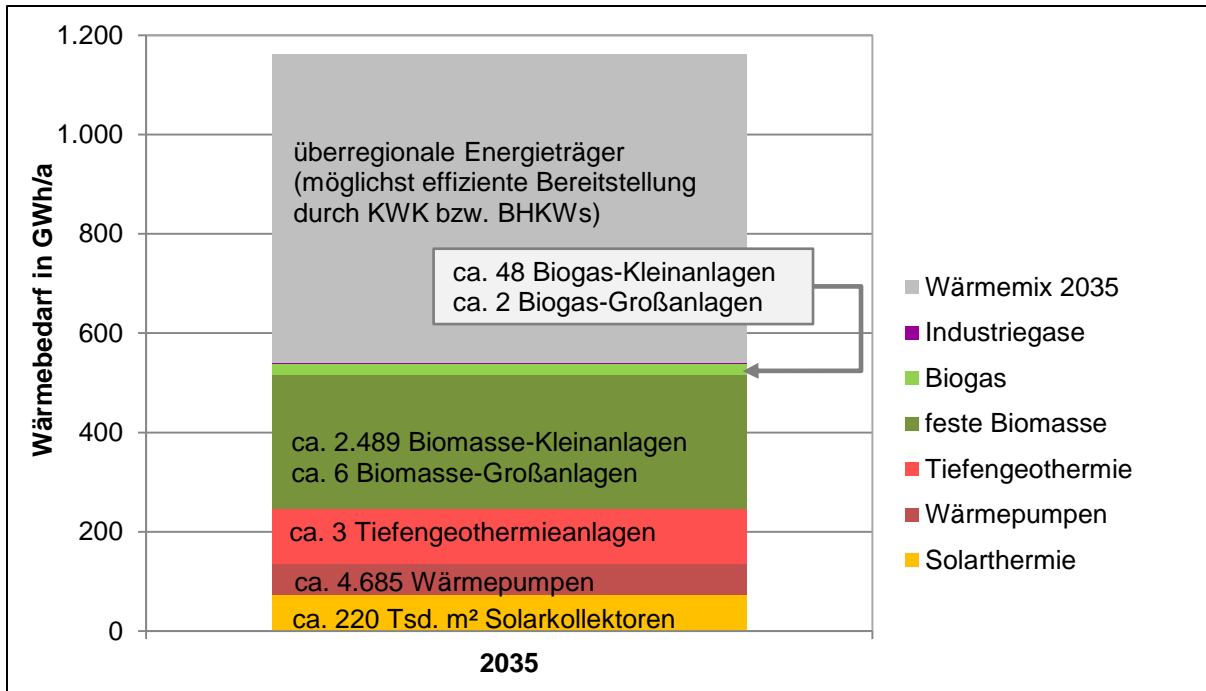 1.200
1.000
800
600
400
200
0
Wärmebedarf in GWh/a
überregionale Energieträger
(möglichst effiziente Bereitstellung
durch KWK bzw. BHKWs)
ca. 48 Biogas-Kleinanlagen
ca. 2 Biogas-Großanlagen
ca. 2.489 Biomasse-Kleinanlagen
ca. 6 Biomasse-Großanlagen
ca. 3 Tiefengeothermieanlagen
ca. 4.685 Wärmepumpen
ca. 220 Tsd. m² Solarkollektoren
2035
Wärmemix 2035
Industriegase
Biogas
feste Biomasse
Tiefengeothermie
Wärmepumpen
Solarthermie